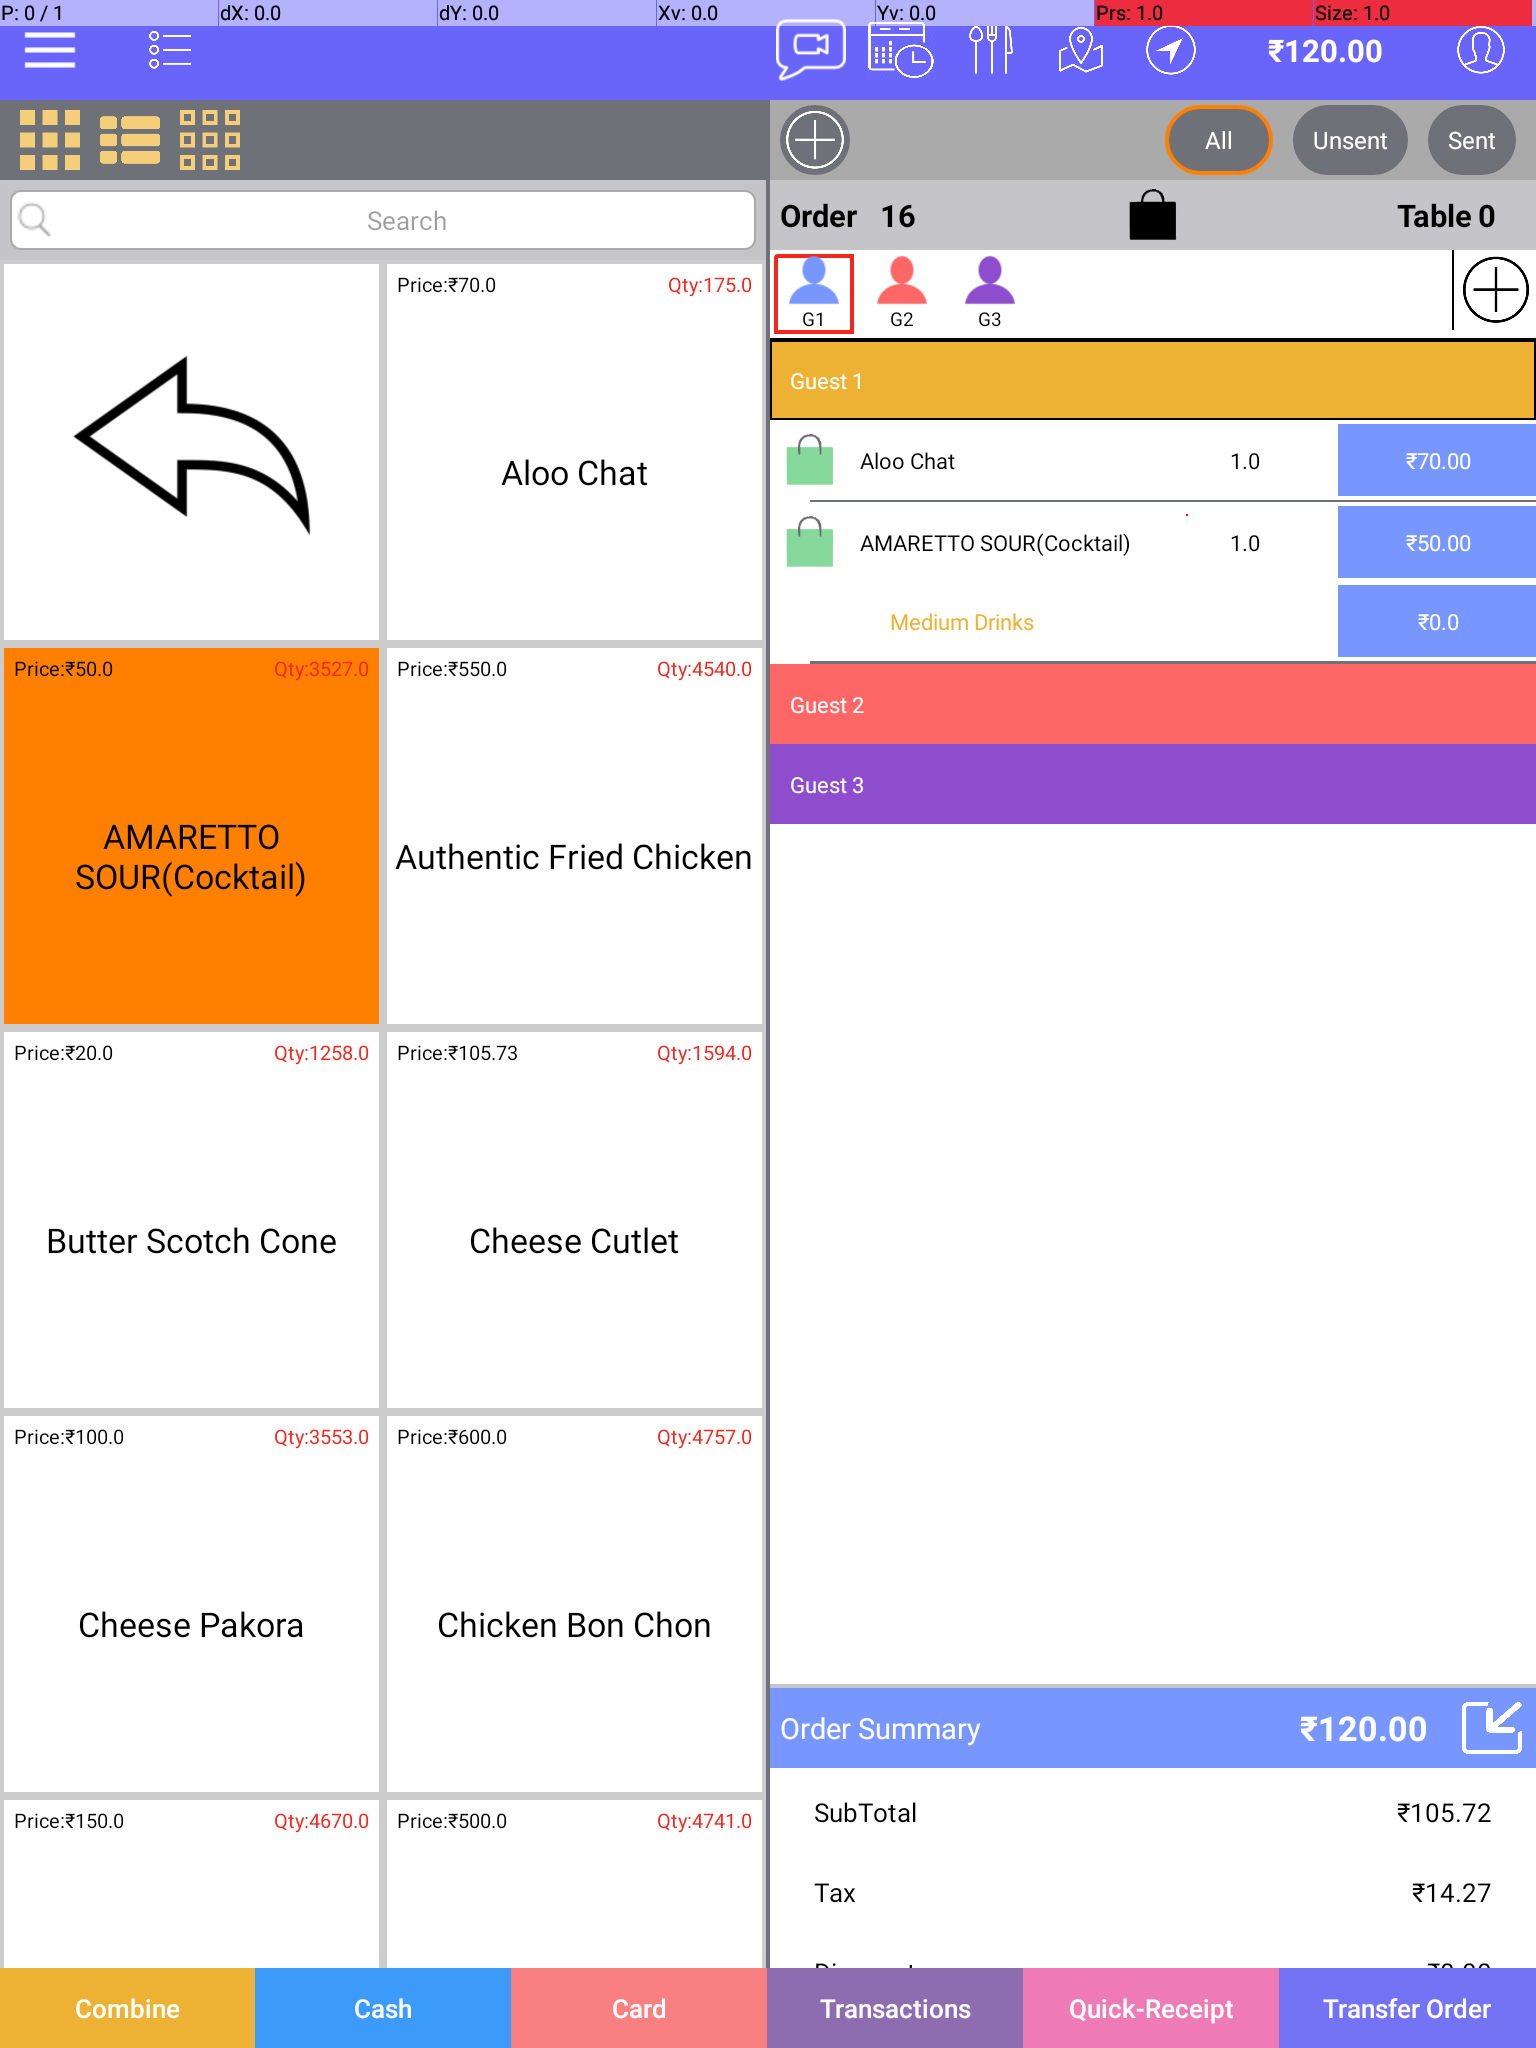 P: 0 / 1 dX: 0.0 dY: 0.0 Xv: 0.0 Yv: 0.0 Prs: 1.0 Size: 1.0
₹120.00
All Unsent Sent
Search
Order 16 Table 0
G1 G2 G3
Price:₹70.0 Qty:175.0
Aloo Chat
Price:₹50.0 Qty:3527.0
AMARETTO
SOUR(Cocktail)
Price:₹550.0 Qty:4540.0
Authentic Fried Chicken
Price:₹20.0 Qty:1258.0
Butter Scotch Cone
Price:₹105.73 Qty:1594.0
Cheese Cutlet
Price:₹100.0 Qty:3553.0
Cheese Pakora
Price:₹600.0 Qty:4757.0
Chicken Bon Chon
Price:₹150.0 Qty:4670.0
Price:₹500.0 Qty:4741.0
Guest 1
Aloo Chat 1.0 ₹70.00
AMARETTO SOUR(Cocktail) 1.0 ₹50.00
Medium Drinks ₹0.0
Guest 2
Guest 3
Order Summary ₹120.00
SubTotal ₹105.72
Tax ₹14.27
Combine Cash Card Transactions Quick-Receipt Transfer Order